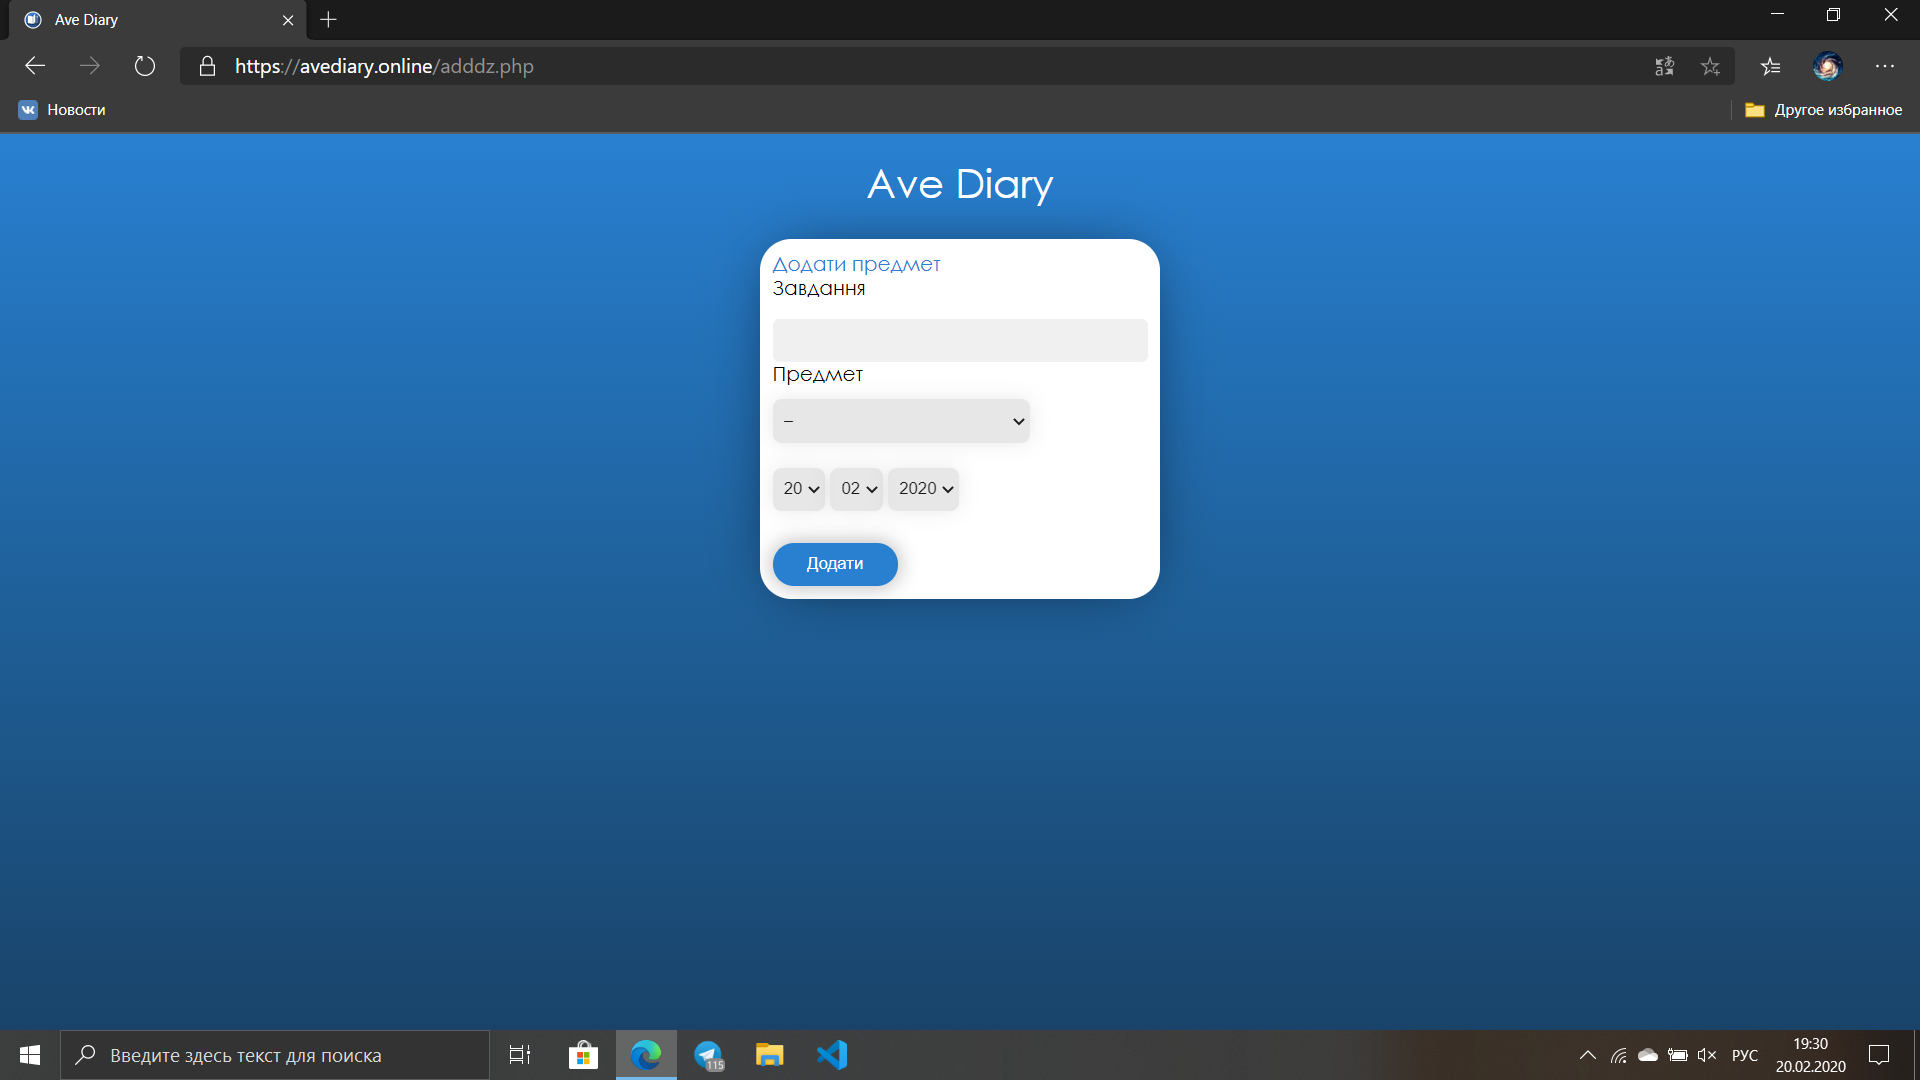 Ave Diary
https://avediary.online/adddz.php
Новости
Другое избранное
Ave Diary
Додати предмет
Завдання
Предмет
–
20 02 2020
Додати
Введите здесь текст для поиска
115
РУС
19:30
20.02.2020